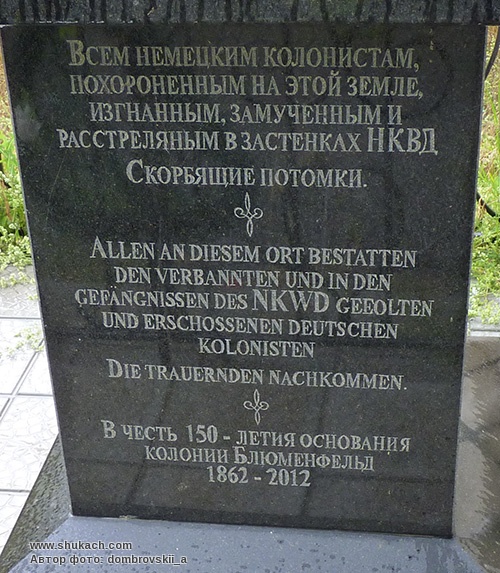 Всем немецким колонистам,
похороненным на этой земле,
изгнанным, замученным и
расстреляным в застенках НКВД
Скорбящие потомки.
Allen an diesem Ort bestatten
den verbannten und in den
gefängnissen des NKWD geeolten
und erschossenen deutschen
kolonisten
Die trauernden nachkommen.
В честь 150 - летия основания
колонии Блюменфельд
1862 - 2012
www.shukach.com
Автор фото: dombrovskii_a